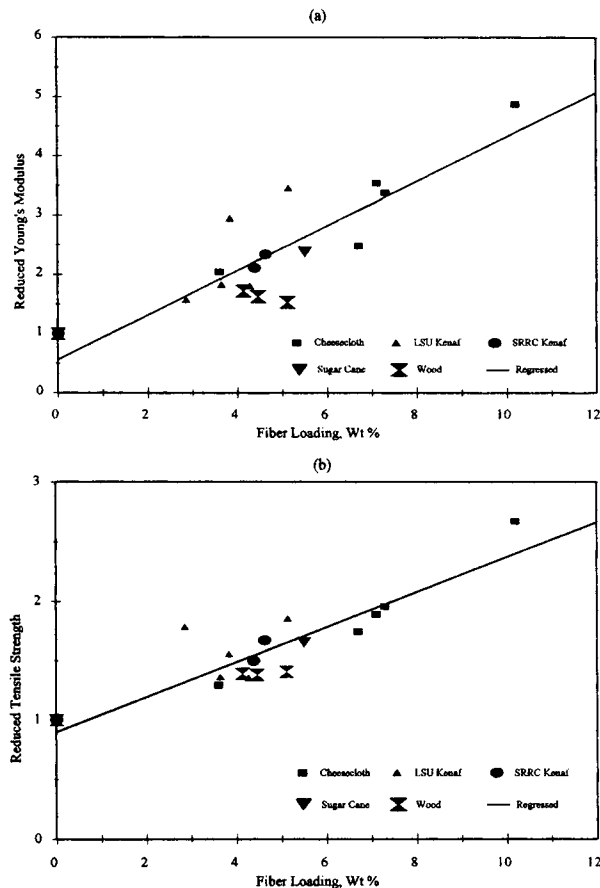 (a)
6
5
4
3
2
1
0
Reduced Young's Modulus
Cheesecloth LSU Kenaf SRRC Kenaf
Sugar Cane Wood Regressed
0 2 4 6 8 10 12
Fiber Loading, Wt %
(b)
3
2
1
0
Reduced Tensile Strength
Cheesecloth LSU Kenaf SRRC Kenaf
Sugar Cane Wood Regressed
0 2 4 6 8 10 12
Fiber Loading, Wt %